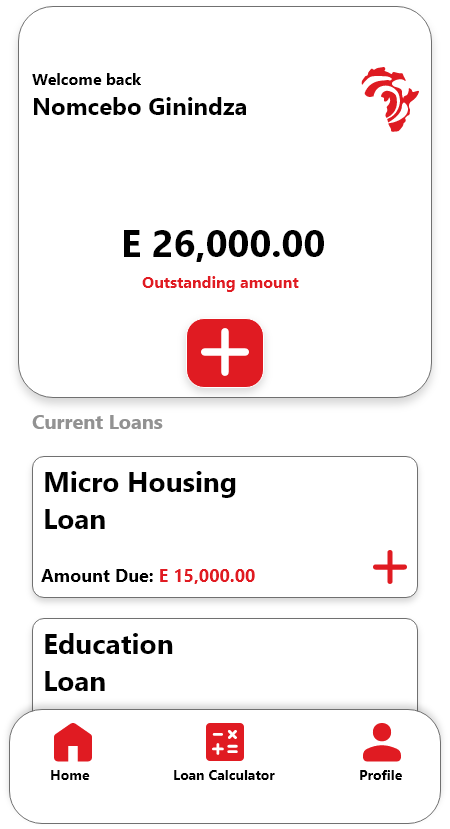 Welcome back
Nomcebo Ginindza
E 26,000.00
Outstanding amount
Current Loans
Micro Housing
Loan
Amount Due: E 15,000.00
Education
Loan
Home
Loan Calculator
Profile